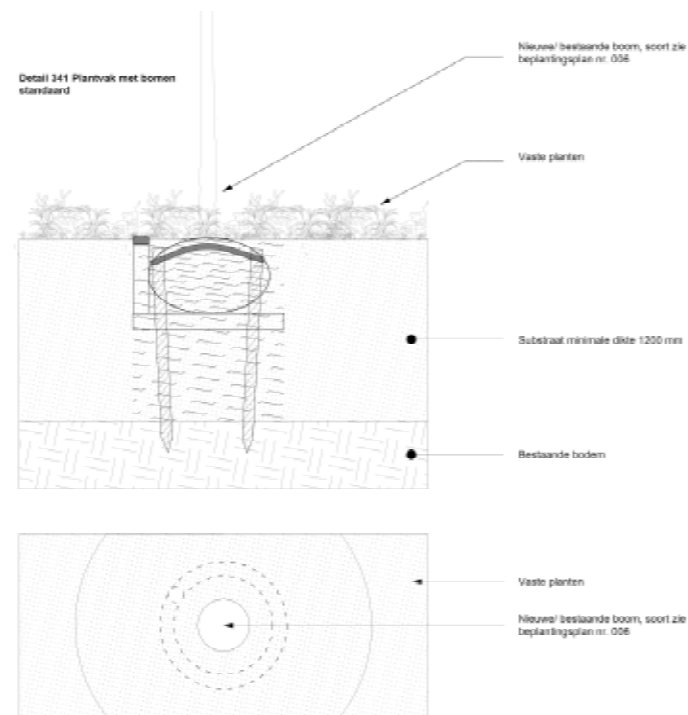 Nieuwe/ bestaande boom, soort zie
beplantingsplan nr. 006
Detail 341 Plantvak met bomen
standaard
Vaste planten
Substraat minimale dikte 1200 mm
Bestaande bodem
Vaste planten
Nieuwe/ bestaande boom, soort zie
beplantingsplan nr. 006